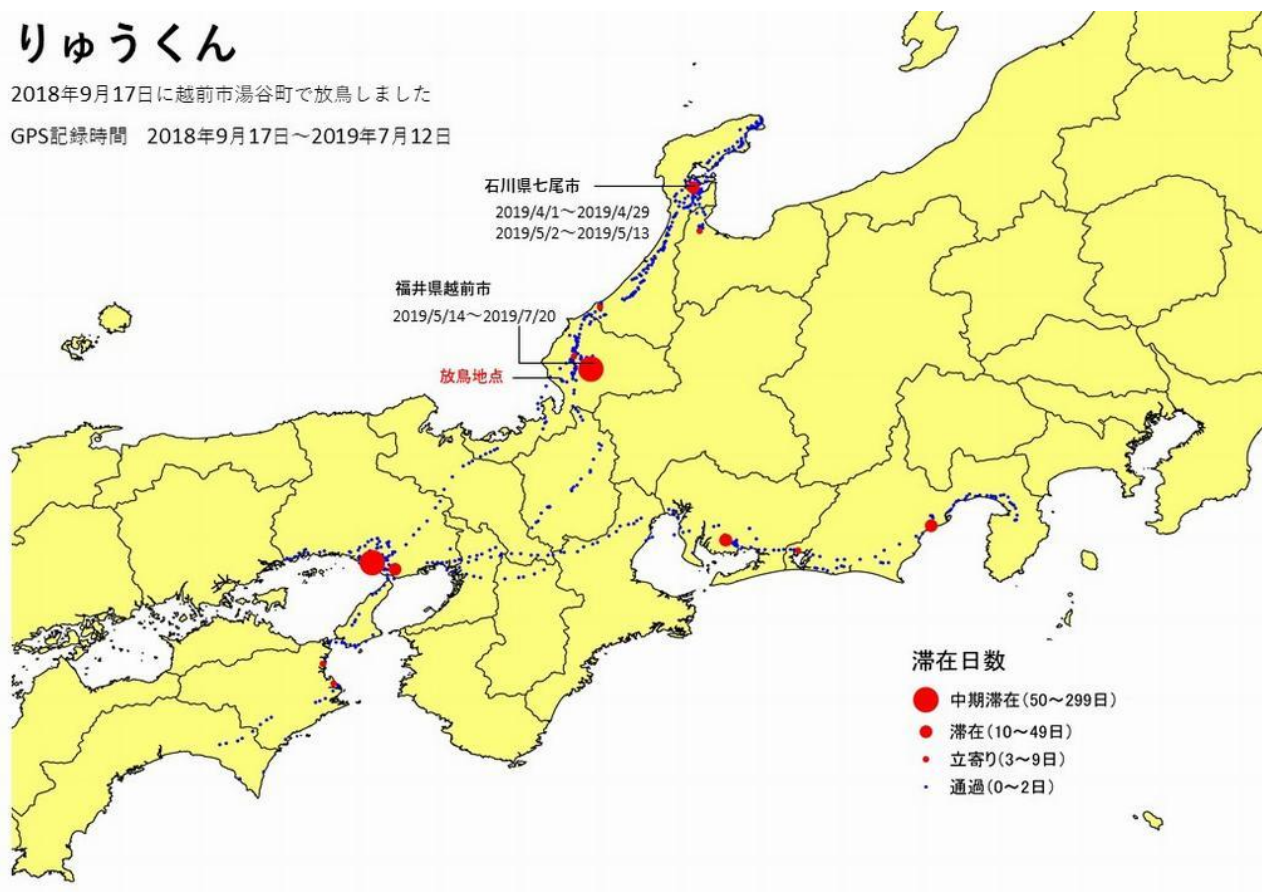 りゅうくん
2018年9月17日に越前市湯谷町で放鳥しました
GPS記録時間 2018年9月17日～2019年7月12日
石川県七尾市
2019/4/1～2019/4/29
2019/5/2～2019/5/13
福井県越前市
2019/5/14～2019/7/20
放鳥地点
滞在日数
中期滞在(50～299日)
滞在(10～49日)
立寄り(3～9日)
通過(0～2日)